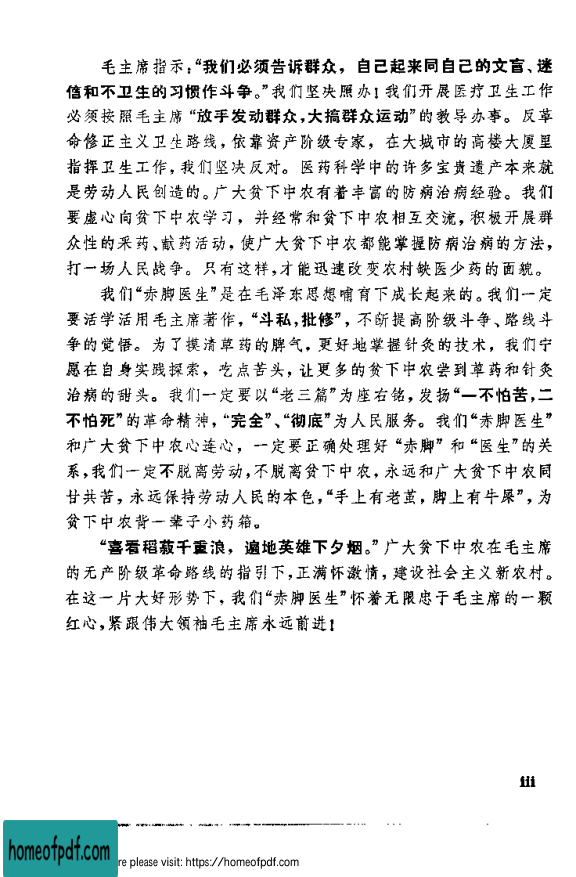 毛主席指示：“我们必须告诉群众，自己起来同自己的文盲、迷
信和不卫生的习惯作斗争。”我们坚决照办！我们开展医疗卫生工作
必须按照毛主席“放手发动群众，大搞群众运动”的教导办事。反革
命修正主义卫生路线，依靠资产阶级专家，在大城市的高楼大厦里
指挥卫生工作，我们坚决反对。医药科学中的许多宝贵遗产本来就
是劳动人民创造的。广大贫下中农有着丰富的防病治病经验。我们
要虚心向贫下中农学习，并经常和贫下中农相互交流，积极开展群
众性的采药、献药活动，使广大贫下中农都能掌握防病治病的方法，
打一场人民战争。只有这样，才能迅速改变农村缺医少药的面貌。
我们“赤脚医生”是在毛泽东思想哺育下成长起来的。我们一定
要活学活用毛主席著作，“斗私，批修”，不断提高阶级斗争、路线斗
争的觉悟。为了摸清草药的脾气，更好地掌握针灸的技术，我们宁
愿在自身实践探索，吃点苦头，让更多的贫下中农尝到草药和针灸
治病的甜头。我们一定要以“老三篇”为座右铭，发扬“一不怕苦，二
不怕死”的革命精神，“完全”、“彻底”为人民服务。我们“赤脚医生”
和广大贫下中农心连心，一定要正确处理好“赤脚”和“医生”的关
系，我们一定不脱离劳动，不脱离贫下中农，永远和广大贫下中农同
甘共苦，永远保持劳动人民的本色，“手上有老茧，脚上有牛屎”，为
贫下中农背一辈子小药箱。
“喜看稻菽千重浪，遍地英雄下夕烟。”广大贫下中农在毛主席
的无产阶级革命路线的指引下，正满怀激情，建设社会主义新农村。
在这一片大好形势下，我们“赤脚医生”怀着无限忠于毛主席的一颗
红心，紧跟伟大领袖毛主席永远前进！
iii
homeofpdf.com
re please visit: https://homeofpdf.com